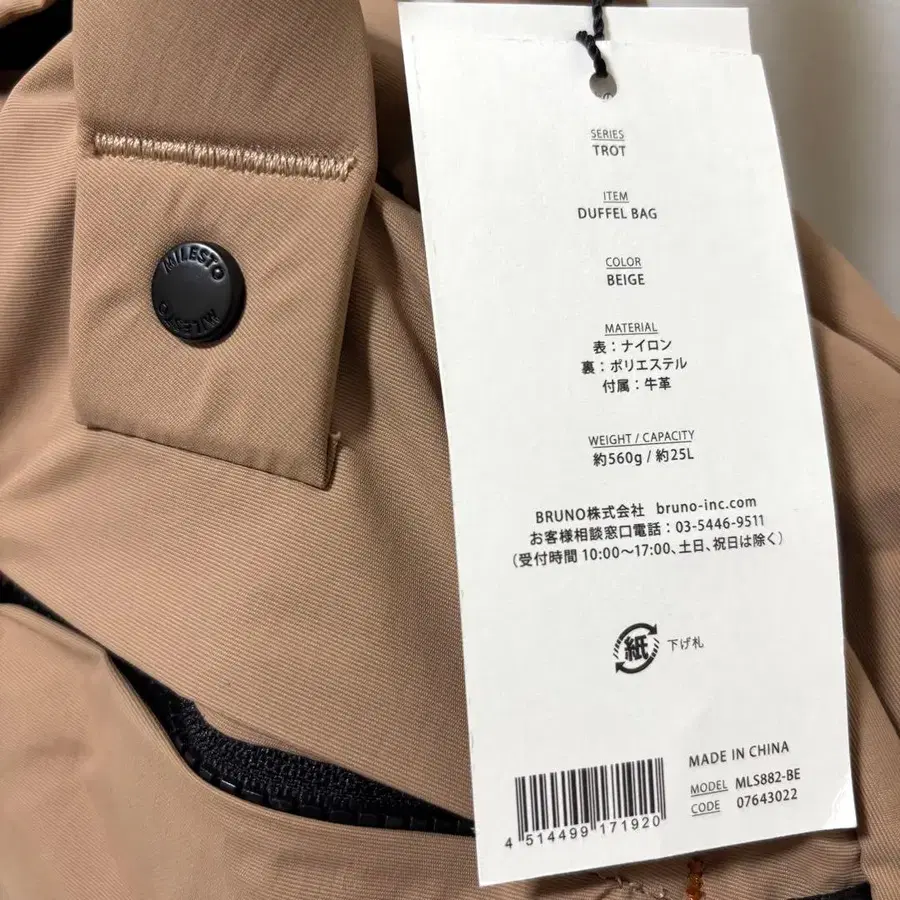 MILESTO
MILESTO
SERIES
TROT
ITEM
DUFFEL BAG
COLOR
BEIGE
MATERIAL
表：ナイロン
裏：ポリエステル
付属：牛革
WEIGHT / CAPACITY
約560g / 約25L
BRUNO株式会社 bruno-inc.com
お客様相談窓口電話：03-5446-9511
（受付時間 10:00～17:00、土日、祝日は除く）
紙 下げ札
MADE IN CHINA
MODEL MLS882-BE
CODE 07643022
4 514499 171920